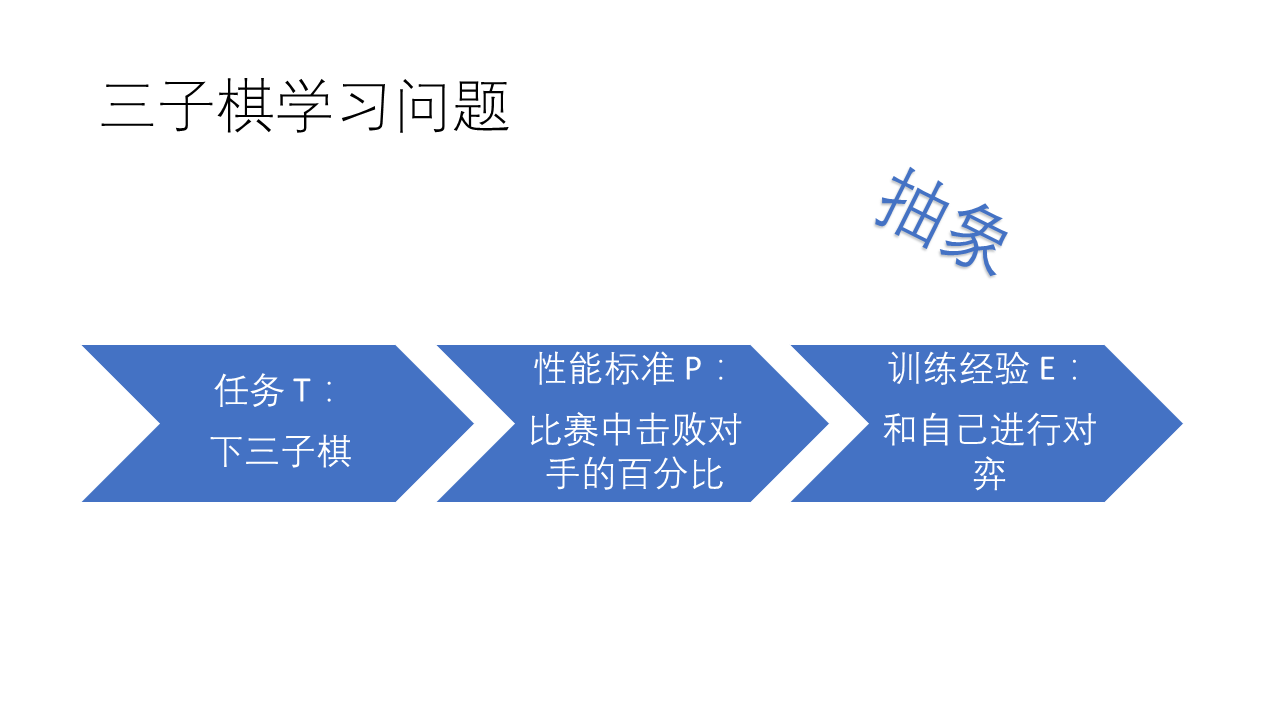 三子棋学习问题
抽象
任务 T：
下三子棋
性能标准 P：
比赛中击败对
手的百分比
训练经验 E：
和自己进行对
弈